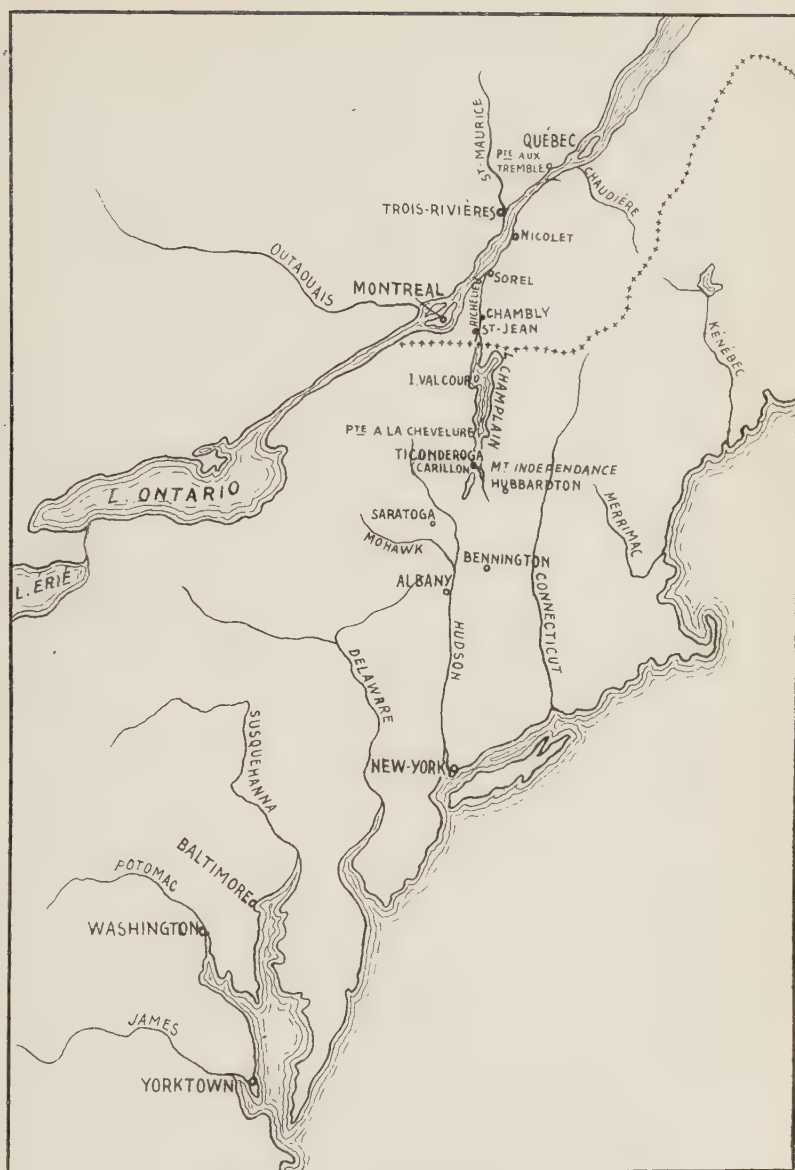 QUÉBEC
PTE AUX
TREMBLE
ST-MAURICE
CHAUDIÈRE
TROIS-RIVIÈRES
NICOLET
OUTAOUAIS
SOREL
MONTREAL
RICHELIEU
CHAMBLY
ST-JEAN
KÉNÉBEC
I. VALCOUR
L. CHAMPLAIN
PTE A LA CHEVELURE
TICONDEROGA
(CARILLON)
MT INDEPENDANCE
HUBBARDTON
L. ONTARIO
SARATOGA
MERRIMAC
MOHAWK
BENNINGTON
L. ÉRIÉ
ALBANY
CONNECTICUT
HUDSON
DELAWARE
SUSQUEHANNA
NEW-YORK
BALTIMORE
POTOMAC
WASHINGTON
JAMES
YORKTOWN